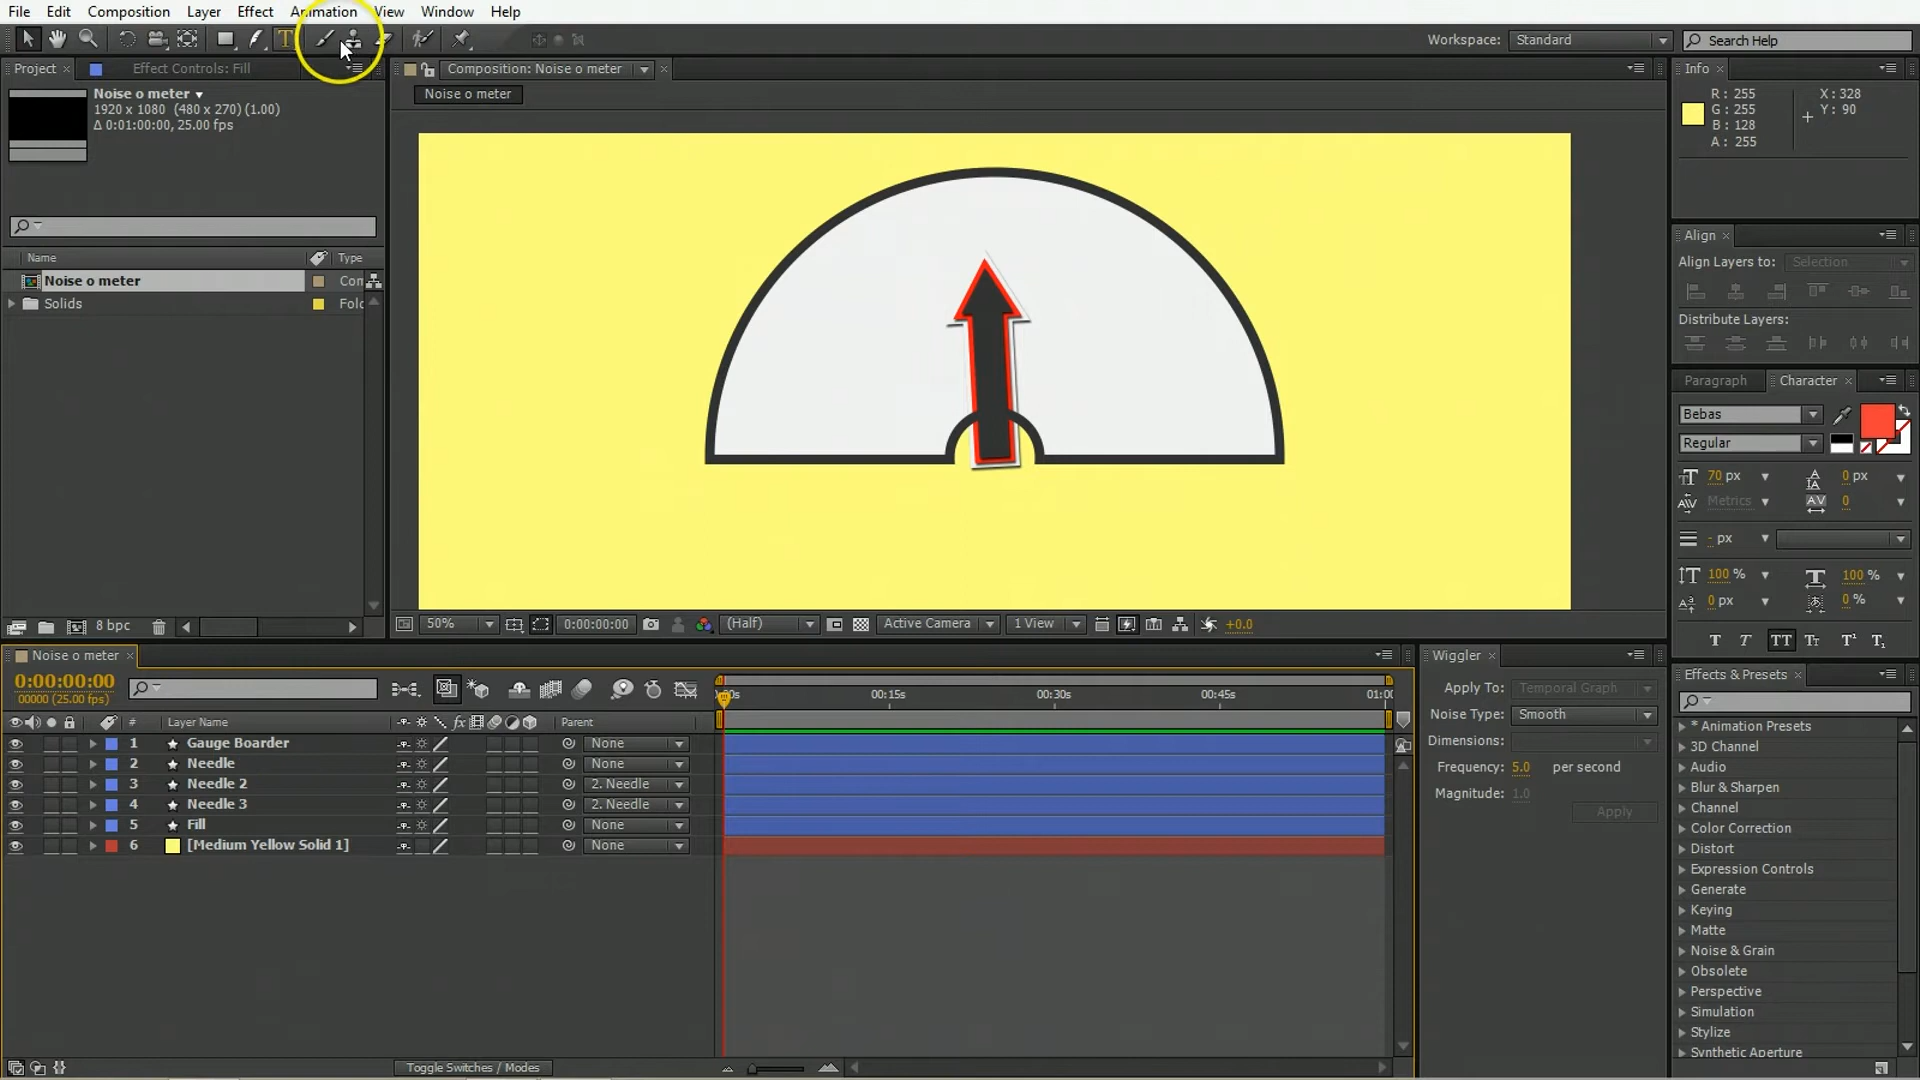 File Edit Composition Layer Effect Animation View Window Help
Workspace: Standard Search Help
Project Effect Controls: Fill Composition: Noise o meter Info
Noise o meter
Noise o meter
1920 x 1080 (480 x 270) (1.00)
Δ 0:01:00:00, 25.00 fps
R: 255 X: 328
G: 255 Y: 90
B: 128
A: 255
Align
Align Layers to: Selection
Distribute Layers:
Name Type
Noise o meter Con
Solids Fold
Paragraph Character
Bebas
Regular
70 px 0 px
Metrics 0
- px
100 % 100 %
0 px 0 %
T T TT Tt T¹ T₁
8 bpc 50% 0:00:00:00 (Half) Active Camera 1 View +0.0
Noise o meter
0:00:00:00
00000 (25.00 fps)
00:15s 00:30s 00:45s 01:00
# Layer Name fx Parent
1 Gauge Boarder None
2 Needle None
3 Needle 2 2. Needle
4 Needle 3 2. Needle
5 Fill None
6 [Medium Yellow Solid 1] None
Toggle Switches / Modes
Wiggler
Apply To: Temporal Graph
Noise Type: Smooth
Dimensions:
Frequency: 5.0 per second
Magnitude: 1.0
Apply
Effects & Presets
* Animation Presets
3D Channel
Audio
Blur & Sharpen
Channel
Color Correction
Distort
Expression Controls
Generate
Keying
Matte
Noise & Grain
Obsolete
Perspective
Simulation
Stylize
Synthetic Aperture